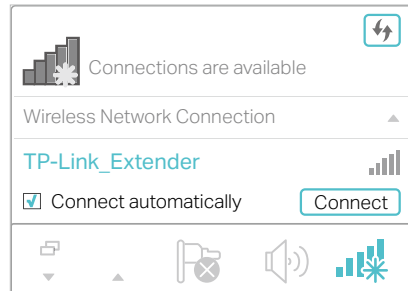 Connections are available
Wireless Network Connection
TP-Link_Extender
Connect automatically
Connect